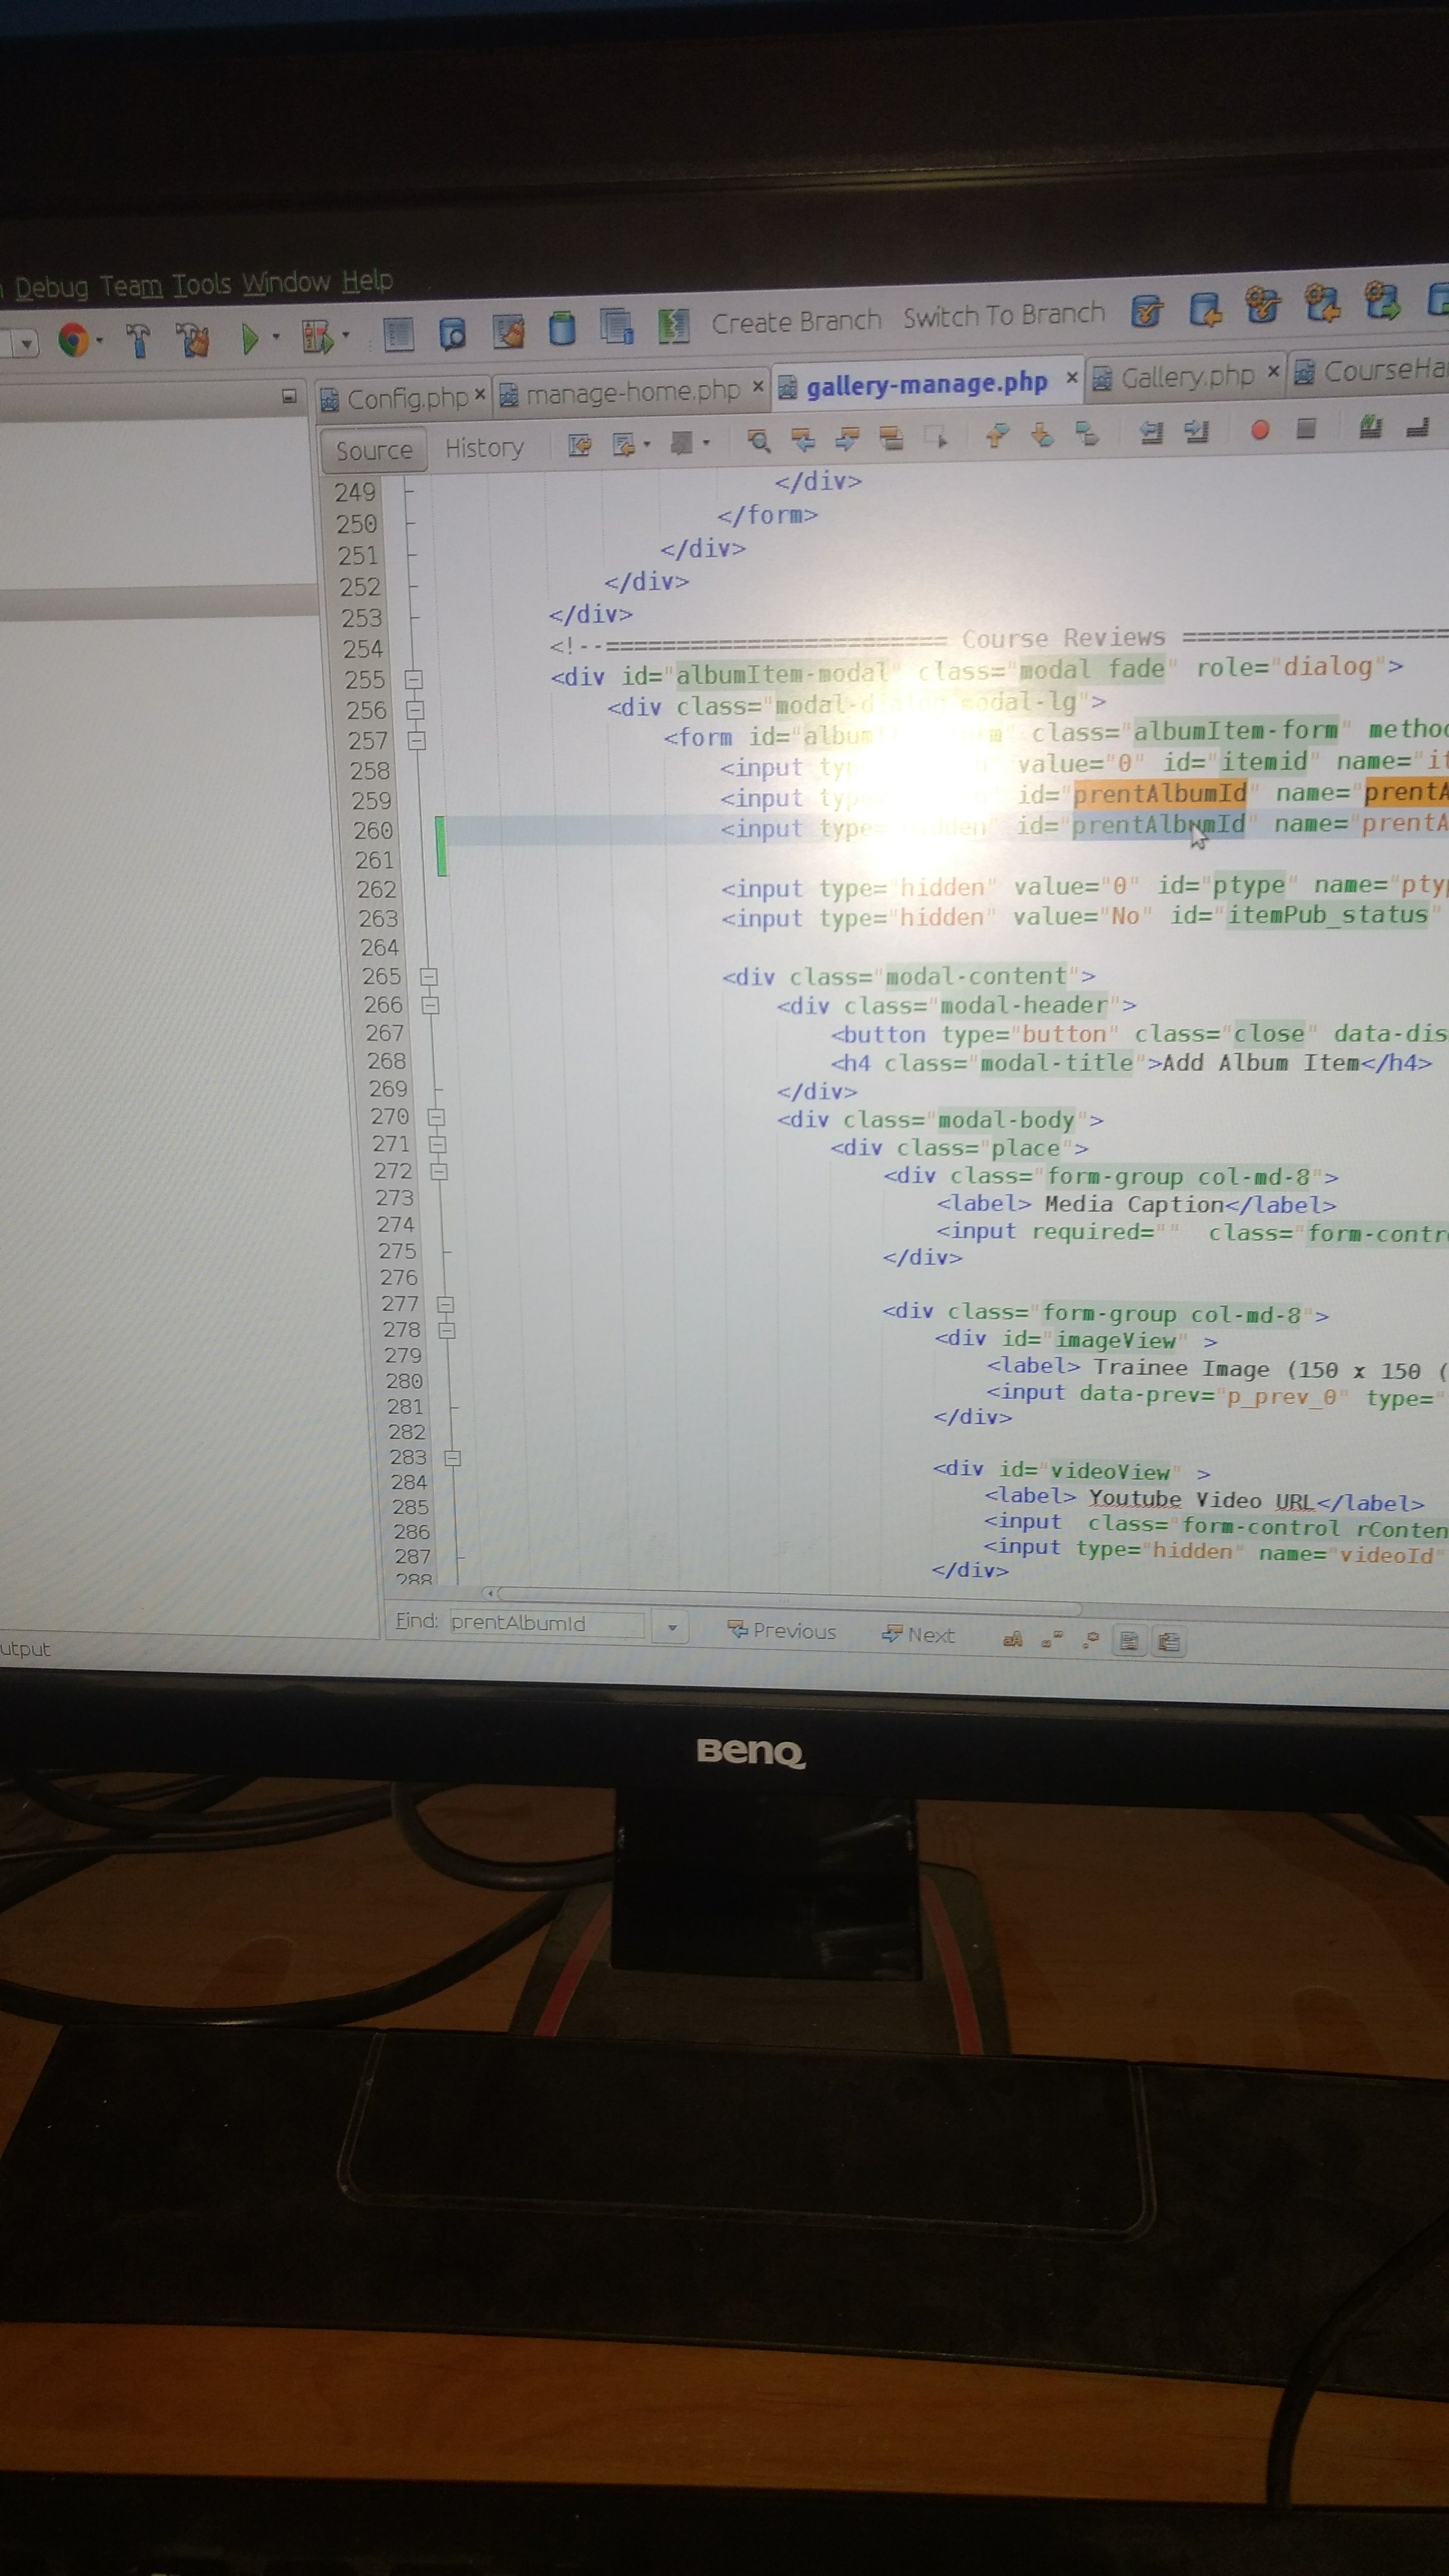 Debug Team Tools Window Help
Create Branch Switch To Branch
Config.php manage-home.php gallery-manage.php Gallery.php CourseHa
Source History
249 </div>
250 </form>
251 </div>
252 </div>
253 </div>
254 <!--======================== Course Reviews ===================
255 <div id="albumItem-modal" class="modal fade" role="dialog">
256 <div class="modal-d modal-lg">
257 <form id="album m" class="albumItem-form" metho
258 <input ty value="0" id="itemid" name="it
259 <input typ id="prentAlbumId" name="prentA
260 <input type= dden" id="prentAlbumId" name="prentA
261
262 <input type="hidden" value="0" id="ptype" name="pty
263 <input type="hidden" value="No" id="itemPub_status"
264
265 <div class="modal-content">
266 <div class="modal-header">
267 <button type="button" class="close" data-dis
268 <h4 class="modal-title">Add Album Item</h4>
269 </div>
270 <div class="modal-body">
271 <div class="place">
272 <div class="form-group col-md-8">
273 <label> Media Caption</label>
274 <input required="" class="form-contr
275 </div>
276
277 <div class="form-group col-md-8">
278 <div id="imageView" >
279 <label> Trainee Image (150 x 150 (
280 <input data-prev="p_prev_0" type="
281 </div>
282
283 <div id="videoView" >
284 <label> Youtube Video URL</label>
285 <input class="form-control rConten
286 <input type="hidden" name="videoId"
287 </div>
288
Find: prentAlbumId Previous Next
utput
BenQ